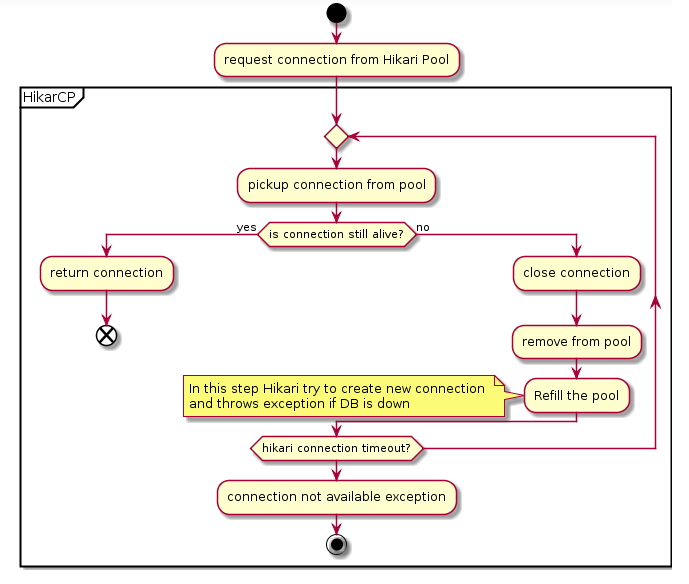 request connection from Hikari Pool
HikarCP
pickup connection from pool
yes
is connection still alive?
no
return connection
close connection
remove from pool
In this step Hikari try to create new connection
and throws exception if DB is down
Refill the pool
hikari connection timeout?
connection not available exception